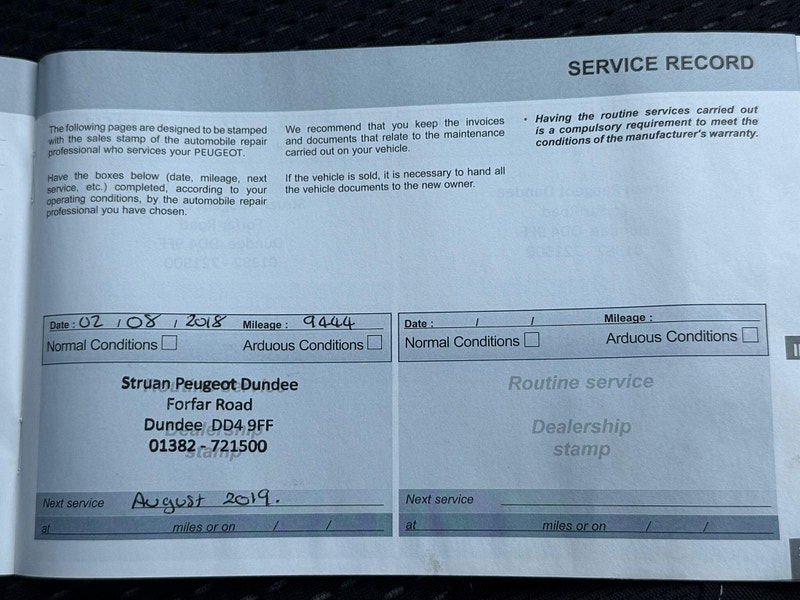 SERVICE RECORD
The following pages are designed to be stamped
with the sales stamp of the automobile repair
professional who services your PEUGEOT.
Have the boxes below (date, mileage, next
service, etc.) completed, according to your
operating conditions, by the automobile repair
professional you have chosen.
We recommend that you keep the invoices
and documents that relate to the maintenance
carried out on your vehicle.
If the vehicle is sold, it is necessary to hand all
the vehicle documents to the new owner.
• Having the routine services carried out
is a compulsory requirement to meet the
conditions of the manufacturer's warranty.
Date : 02 / 08 / 2018 Mileage : 9444
Normal Conditions Arduous Conditions
Routine service
Struan Peugeot Dundee
Forfar Road
Dundee DD4 9FF
Dealership
01382 - 721500
stamp
Next service August 2019.
at miles or on / /
Date : / / Mileage :
Normal Conditions Arduous Conditions
Routine service
Dealership
stamp
Next service
at miles or on / /